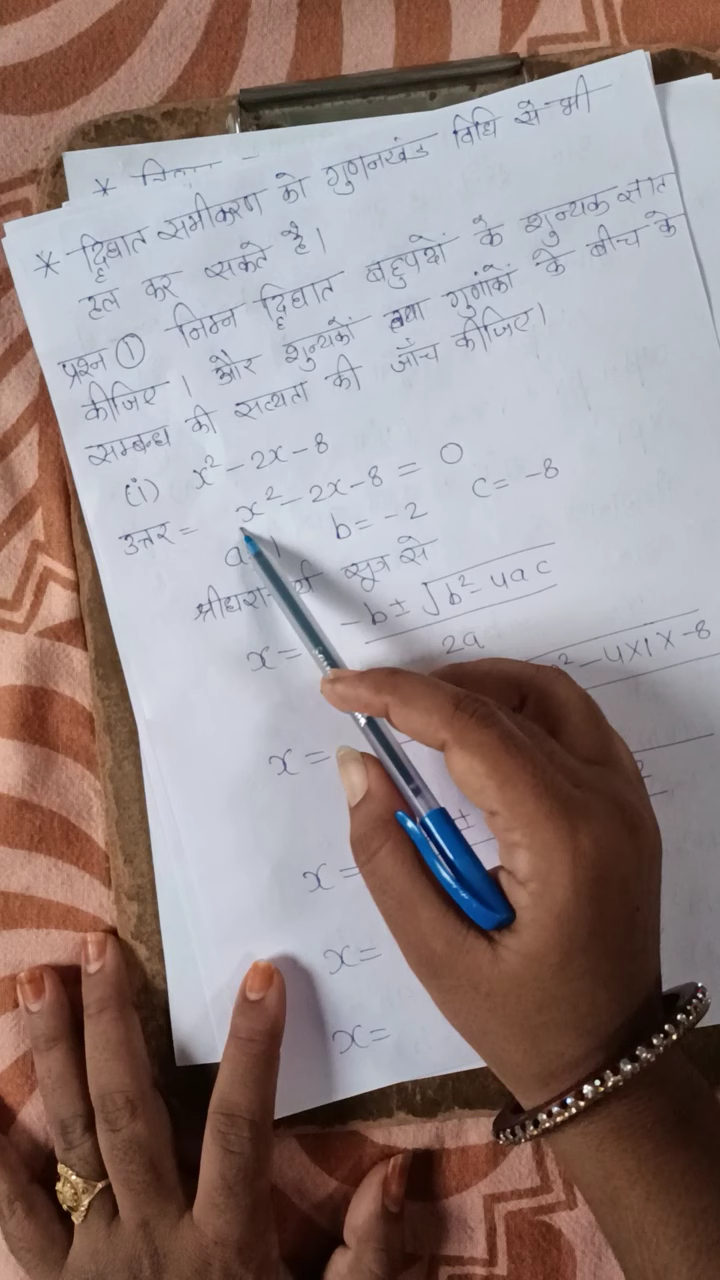 * द्विघात समीकरण को गुणनखंड विधि से भी
हल कर सकते है।
प्रश्न ① निम्न द्विघात बहुपदों के शुन्यक ज्ञात
कीजिए। और शुन्यकों तथा गुणांकों के बीच के
सम्बन्ध की सत्यता की जाँच कीजिए।
(i) x² - 2x - 8
उत्तर = x² - 2x - 8 = 0
b = -2 c = -8
सूत्र से
x = -b ± √b² - 4ac
2a
² - 4×1×-8
x =
±
x =
x =
x =